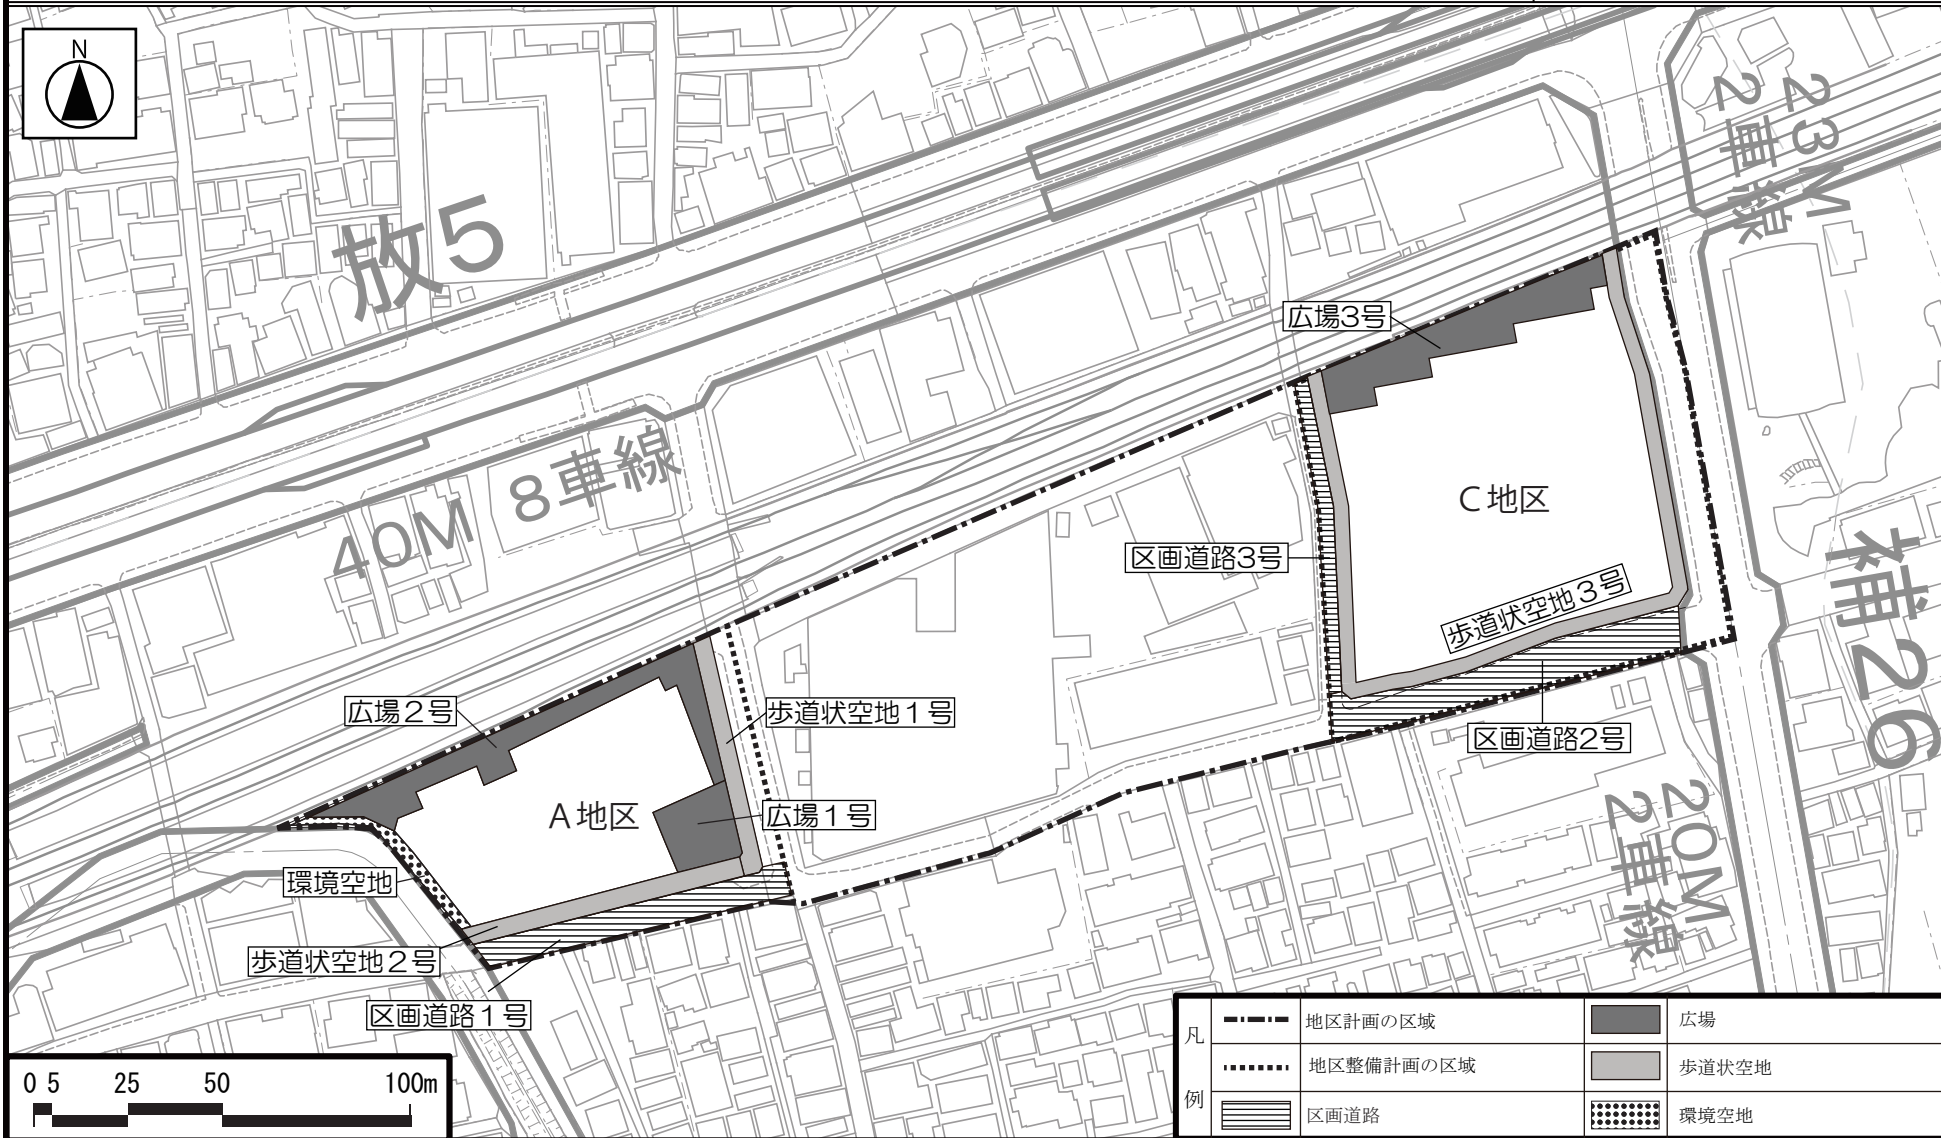 N
23M
2車線
放5
広場3号
8車線
40M
C地区
区画道路3号
歩道状空地3号
補26
広場2号
歩道状空地1号
区画道路2号
A地区
広場1号
20M
2車線
環境空地
歩道状空地2号
区画道路1号
凡例
地区計画の区域
広場
地区整備計画の区域
歩道状空地
区画道路
環境空地
0 5 25 50 100m